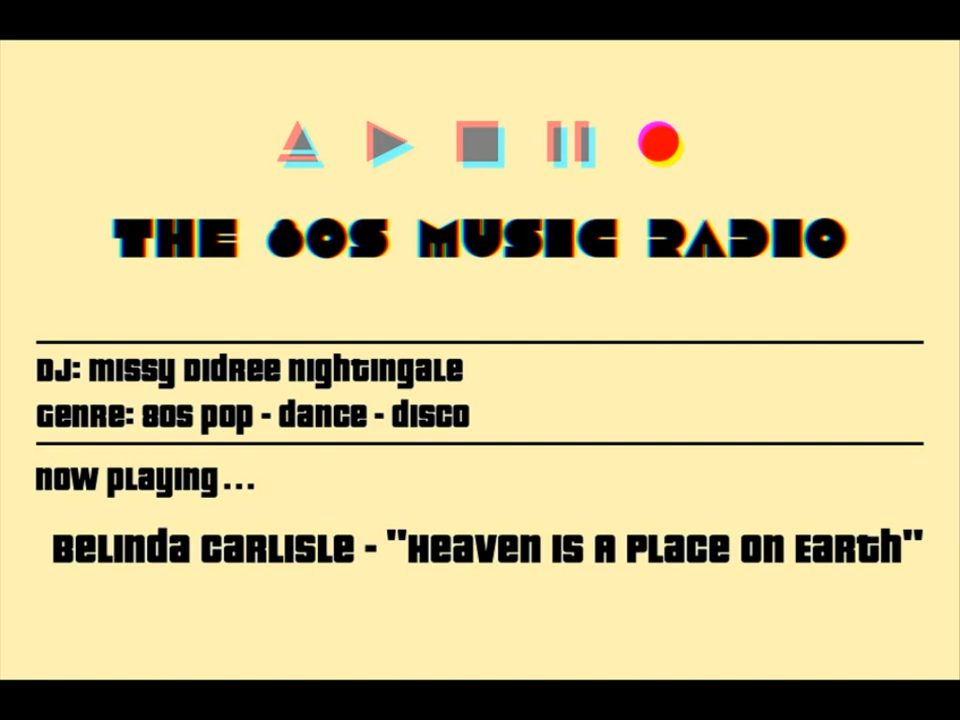 THE 80S MUSIC RADIO
DJ: Missy Didree Nightingale
Genre: 80s Pop - Dance - Disco
Now Playing...
Belinda Carlisle - "Heaven Is A Place On Earth"